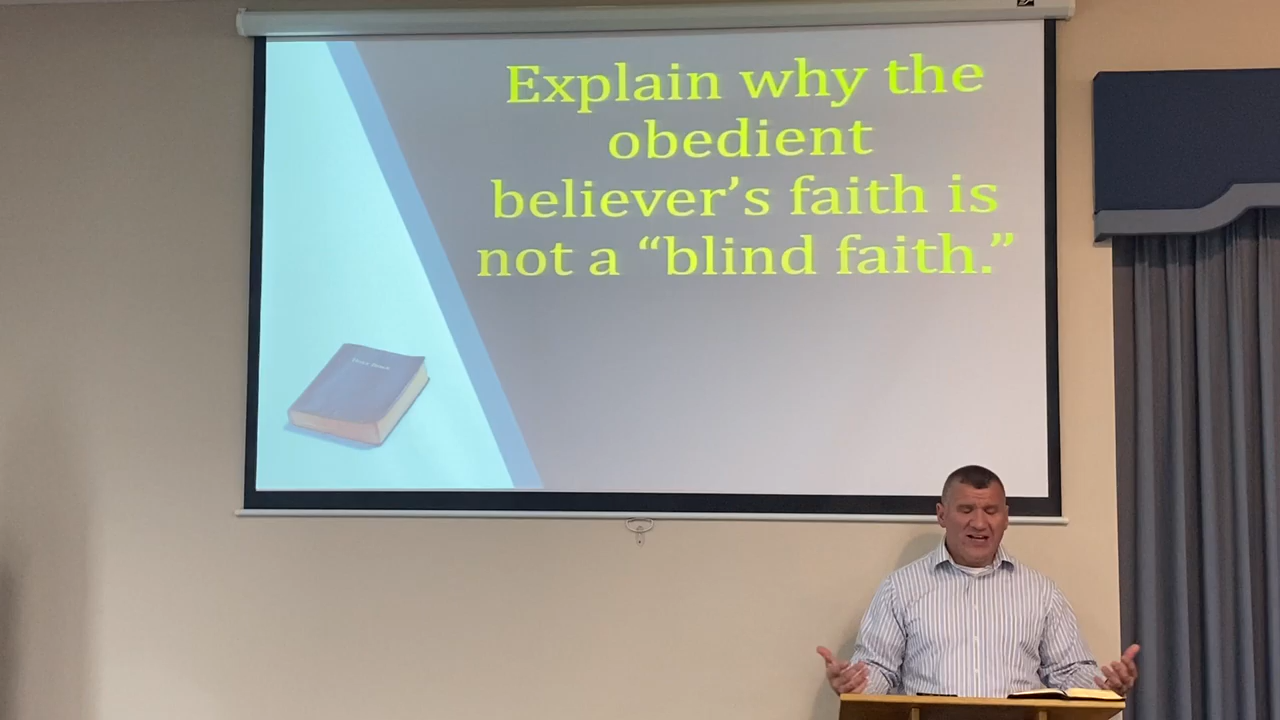 Explain why the
obedient
believer’s faith is
not a “blind faith.”